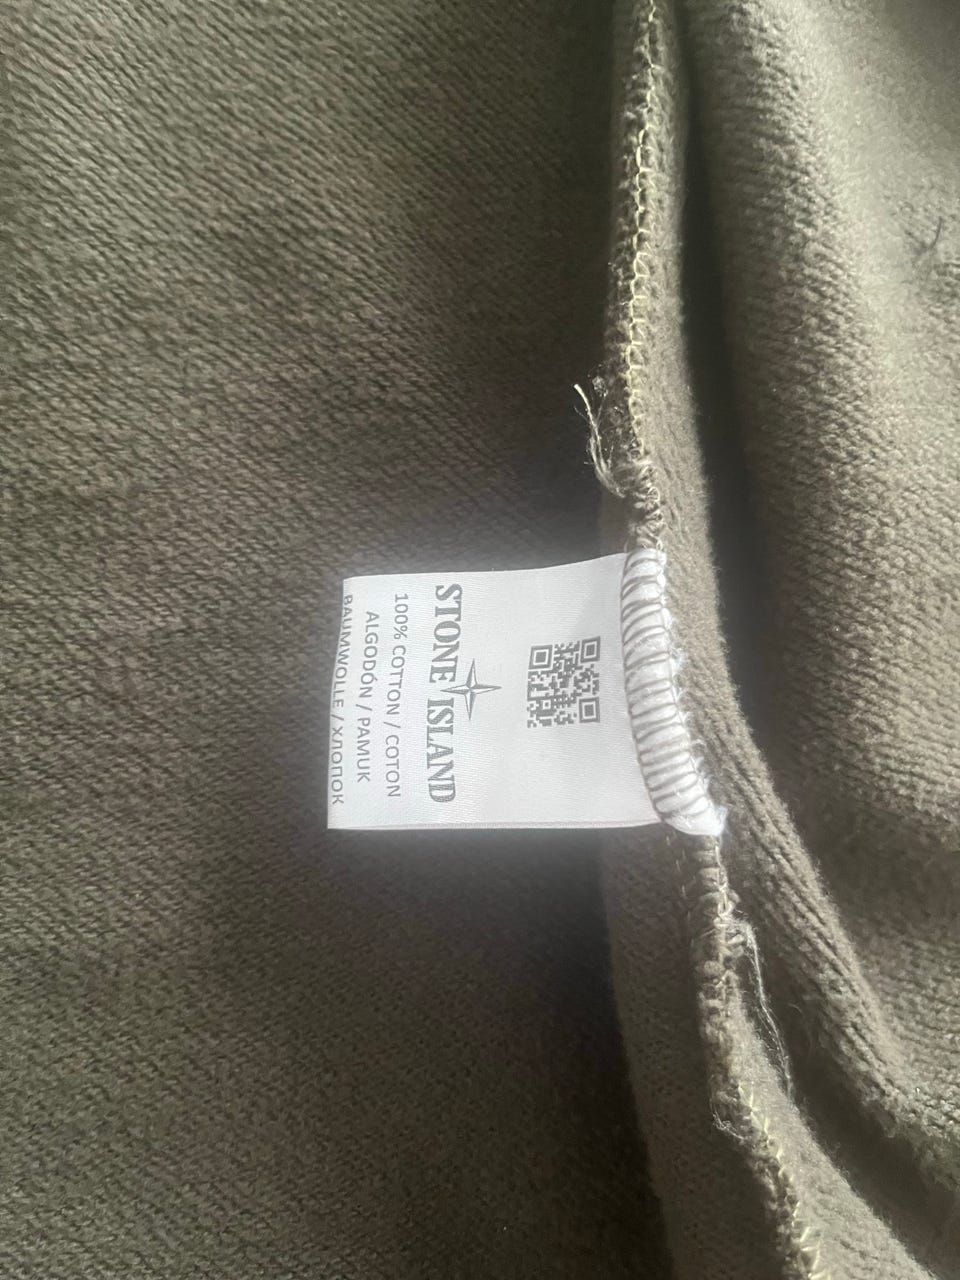 STONE ISLAND
100% COTTON / COTON
ALGODÓN / PAMUK
BAUMWOLLE / ХЛОПОК